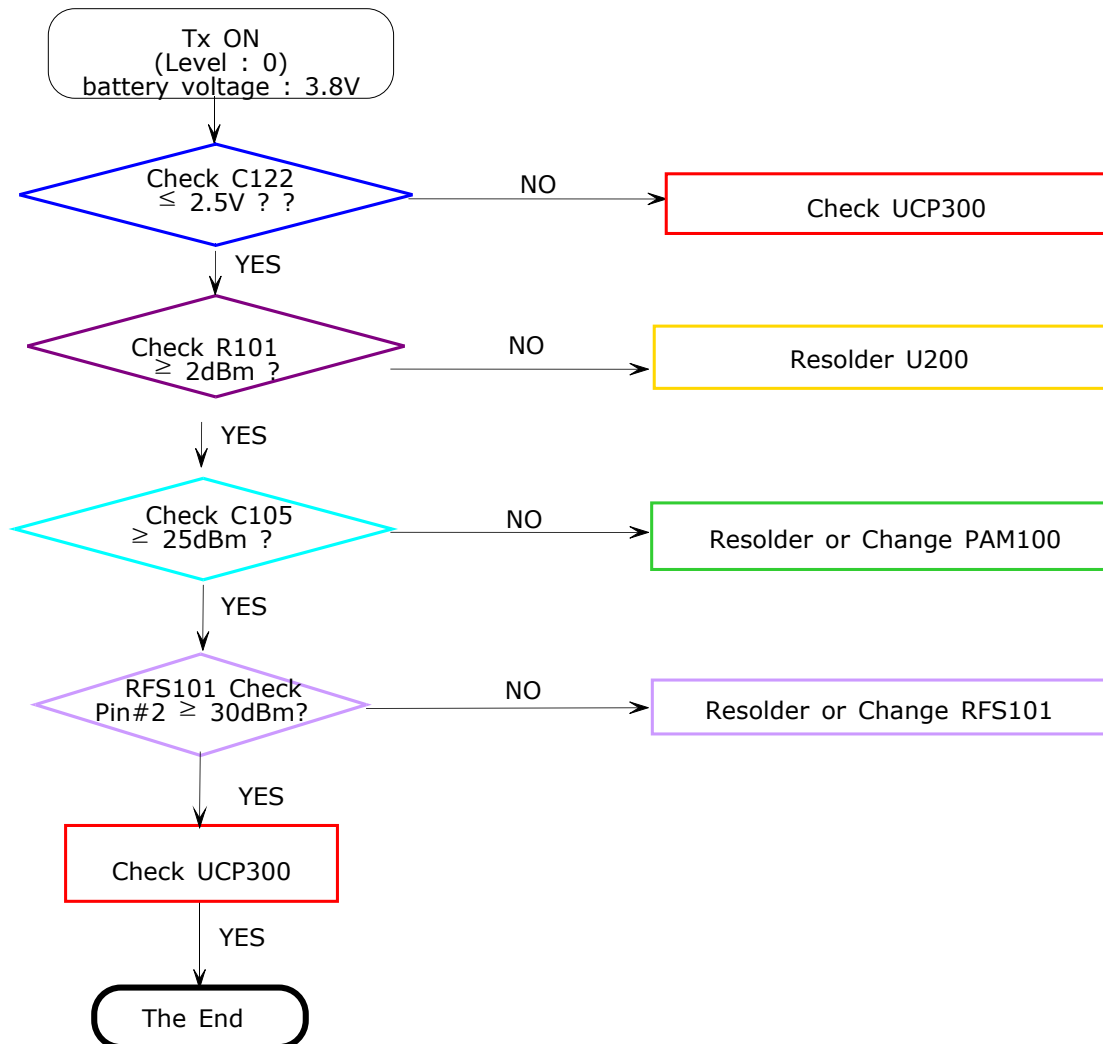 Tx ON
(Level : 0)
battery voltage : 3.8V
Check C122
≤ 2.5V ? ?
NO
Check UCP300
YES
Check R101
≥ 2dBm ?
NO
Resolder U200
YES
Check C105
≥ 25dBm ?
NO
Resolder or Change PAM100
YES
RFS101 Check
Pin#2 ≥ 30dBm?
NO
Resolder or Change RFS101
YES
Check UCP300
YES
The End